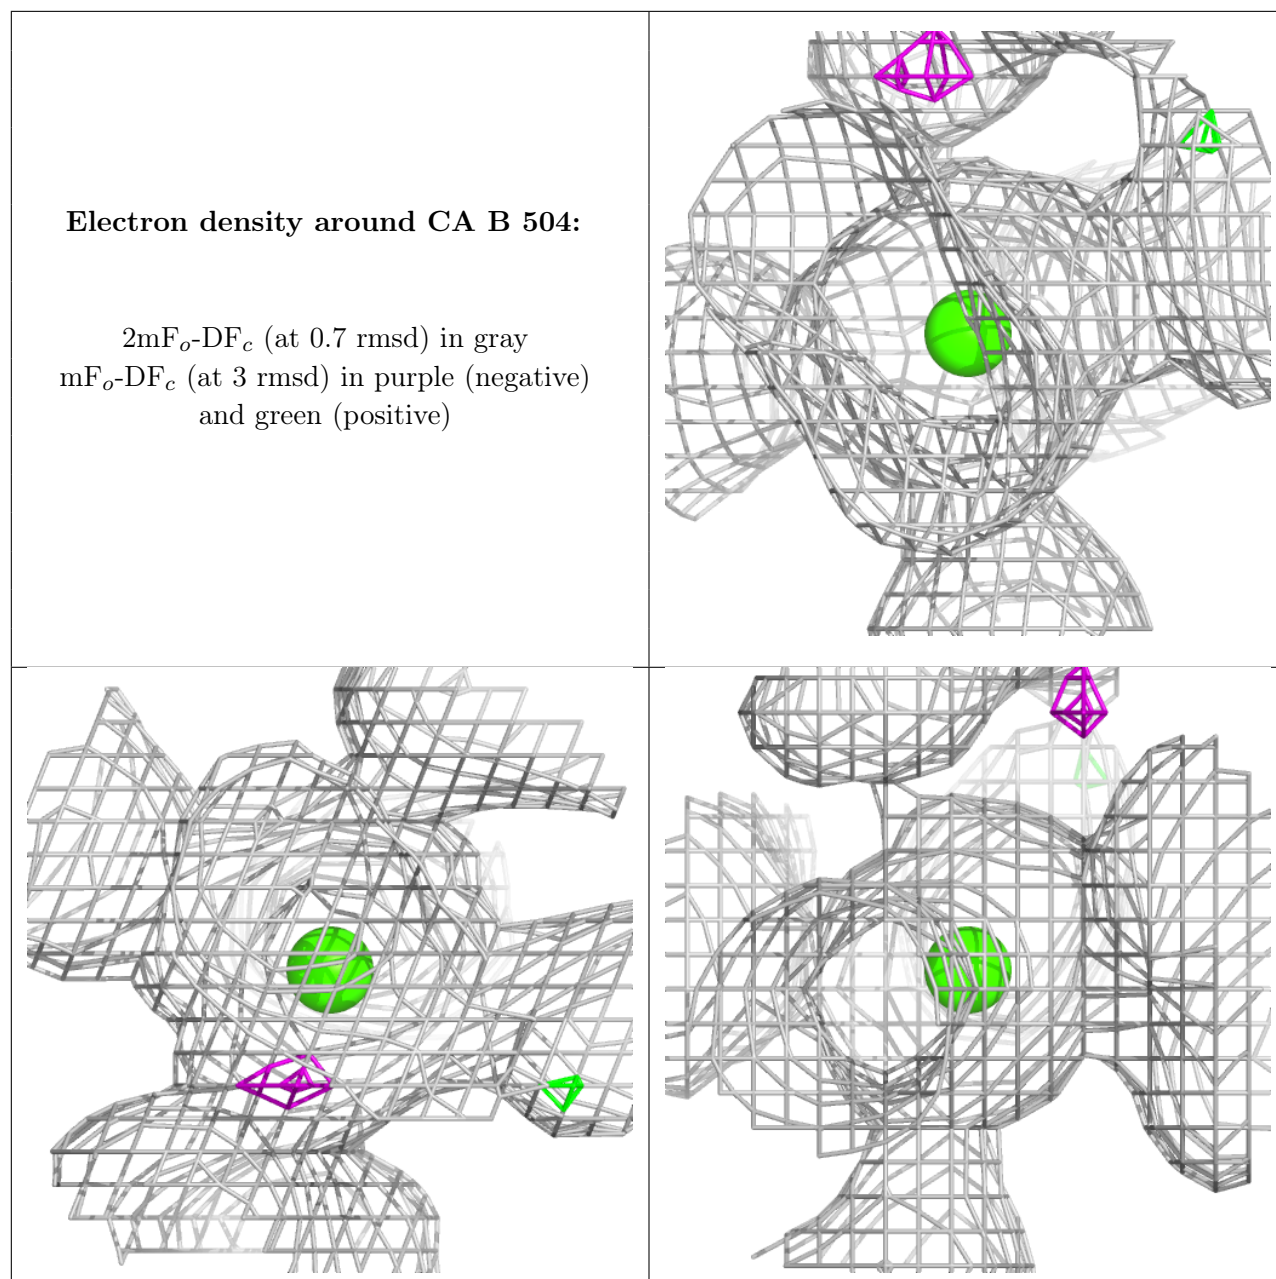 Electron density around CA B 504:
2mFo-DFc (at 0.7 rmsd) in gray
mFo-DFc (at 3 rmsd) in purple (negative)
and green (positive)